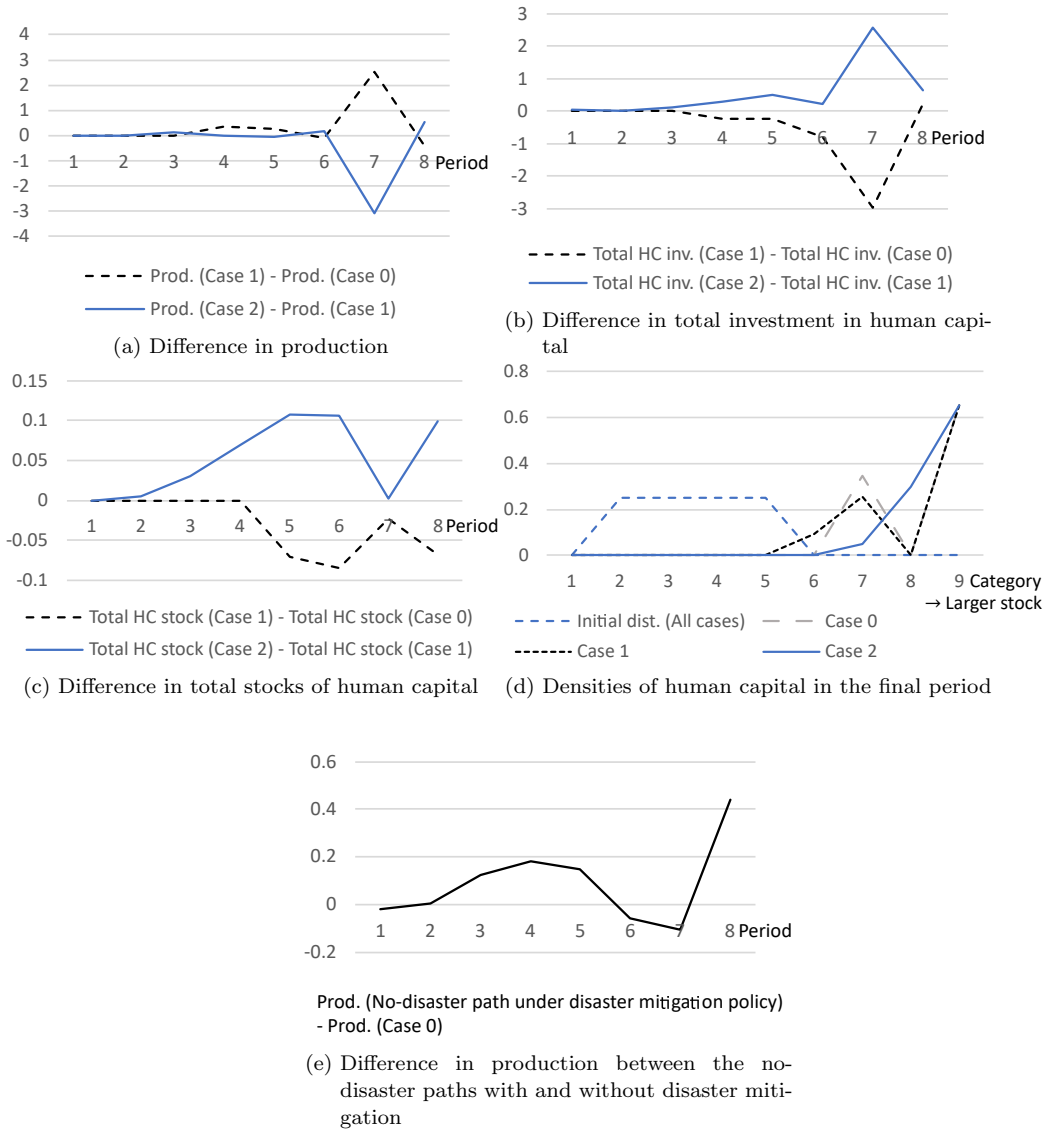 4
3
2
1
0
-1
-2
-3
-4
1 2 3 4 5 6 7 8 Period
Prod. (Case 1) - Prod. (Case 0)
Prod. (Case 2) - Prod. (Case 1)
(a) Difference in production
3
2
1
0
-1
-2
-3
1 2 3 4 5 6 7 8 Period
Total HC inv. (Case 1) - Total HC inv. (Case 0)
Total HC inv. (Case 2) - Total HC inv. (Case 1)
(b) Difference in total investment in human capi-
tal
0.15
0.1
0.05
0
-0.05
-0.1
1 2 3 4 5 6 7 8 Period
Total HC stock (Case 1) - Total HC stock (Case 0)
Total HC stock (Case 2) - Total HC stock (Case 1)
(c) Difference in total stocks of human capital
0.8
0.6
0.4
0.2
0
1 2 3 4 5 6 7 8 9 Category
→ Larger stock
Initial dist. (All cases) Case 0
Case 1 Case 2
(d) Densities of human capital in the final period
0.6
0.4
0.2
0
-0.2
1 2 3 4 5 6 7 8 Period
Prod. (No-disaster path under disaster mitigation policy)
- Prod. (Case 0)
(e) Difference in production between the no-
disaster paths with and without disaster miti-
gation